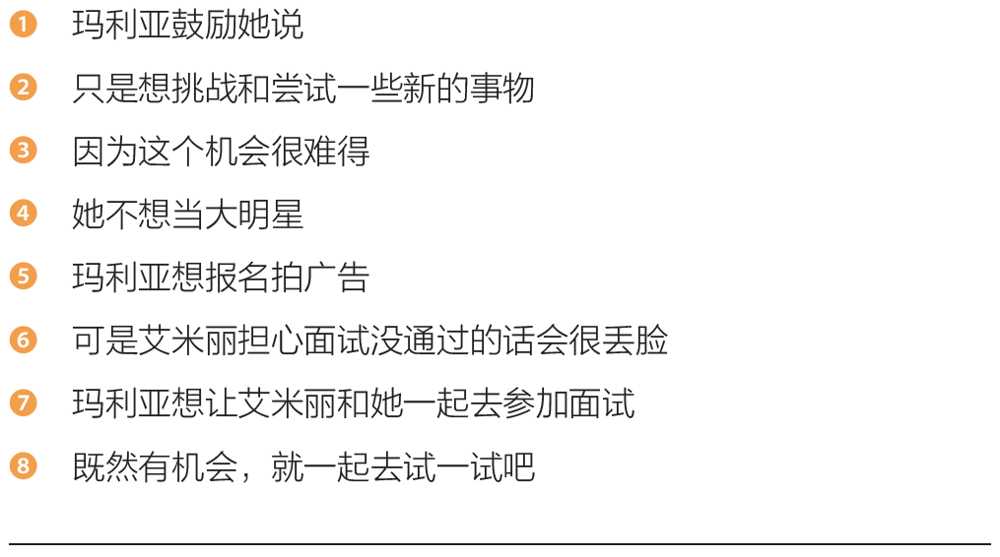 1 玛利亚鼓励她说
2 只是想挑战和尝试一些新的事物
3 因为这个机会很难得
4 她不想当大明星
5 玛利亚想报名拍广告
6 可是艾米丽担心面试没通过的话会很丢脸
7 玛利亚想让艾米丽和她一起去参加面试
8 既然有机会，就一起去试一试吧